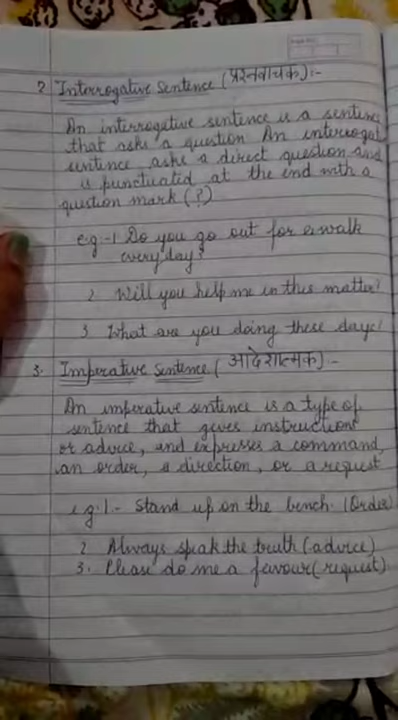 2 Interrogative Sentence (प्रश्नवाचक):-
An interrogative sentence is a sentence
that asks a question An interrogat
sentence asks a direct question and
is punctuated at the end with a
question mark (?)
e.g:-1 Do you go out for a walk
every day?
2 Will you help me in this matter?
3 What are you doing these days?
3. Imperative Sentence (आदेशात्मक) :-
An imperative sentence is a type of
sentence that gives instructions
or advice, and expresses a command,
an order, a direction, or a request
e.g:1.- Stand up on the bench. (Order)
2 Always speak the truth (advice)
3. Please do me a favour (request)